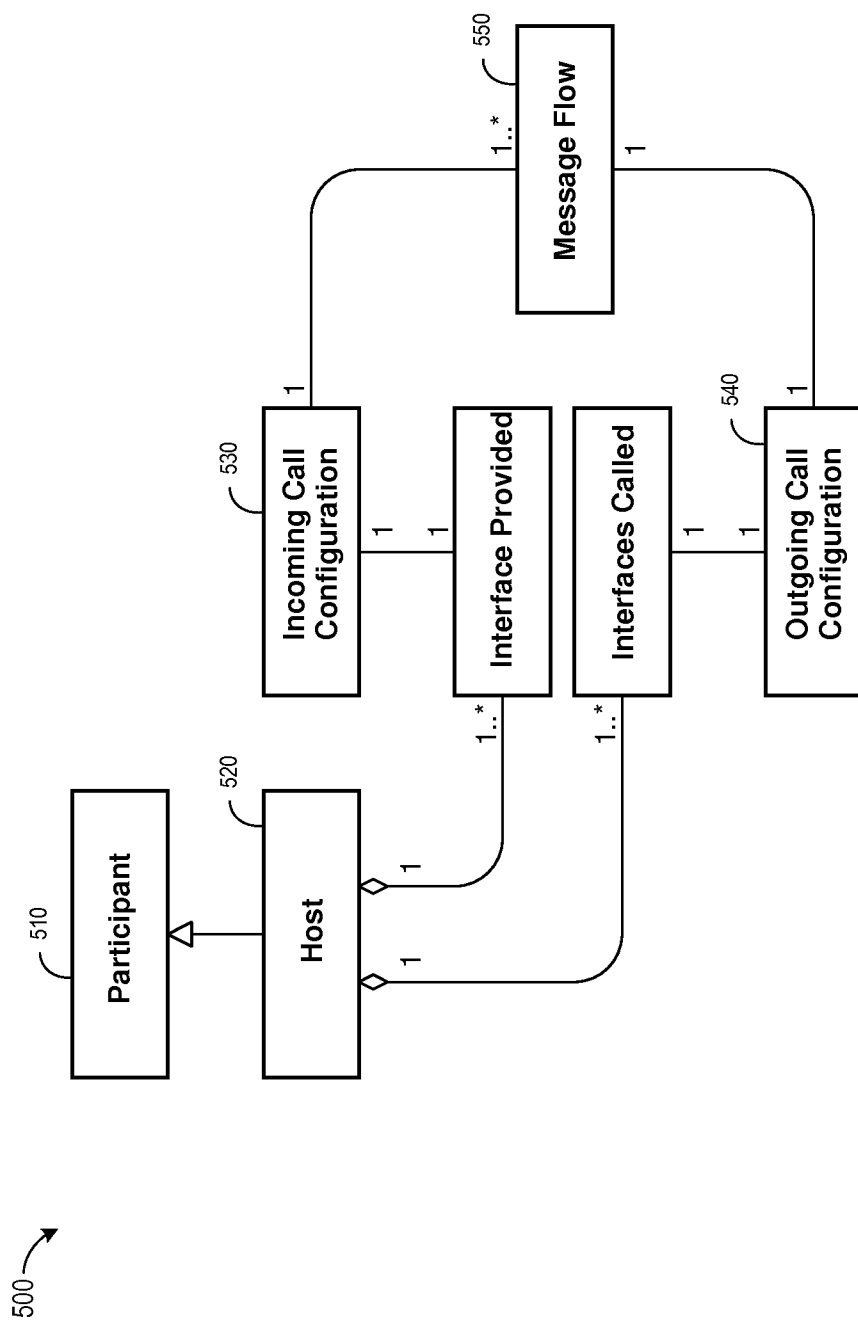 500
510
Participant
520
Host
1
1
1..*
1..*
530
Incoming Call
Configuration
1
1
1
Interface Provided
Interfaces Called
1
1
540
Outgoing Call
Configuration
1
550
1..*
Message Flow
1